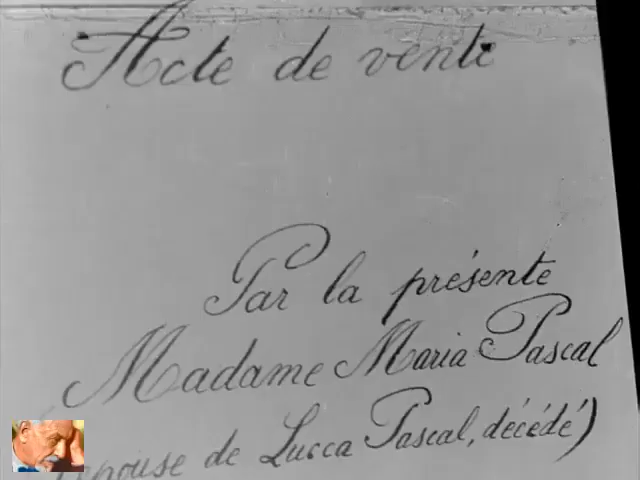 Acte de vente
Par la présente
Madame Maria Pascal
épouse de Lucca Pascal, décédé)